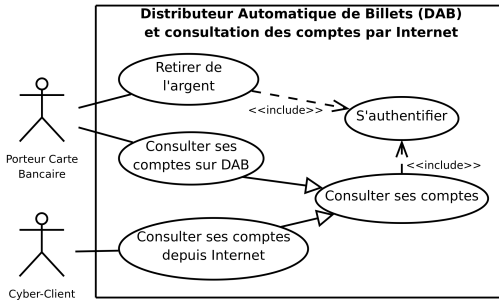 Distributeur Automatique de Billets (DAB)
et consultation des comptes par Internet
Retirer de
l'argent
<<include>>
S'authentifier
Porteur Carte
Bancaire
Consulter ses
comptes sur DAB
<<include>>
Consulter ses comptes
Consulter ses comptes
depuis Internet
Cyber-Client